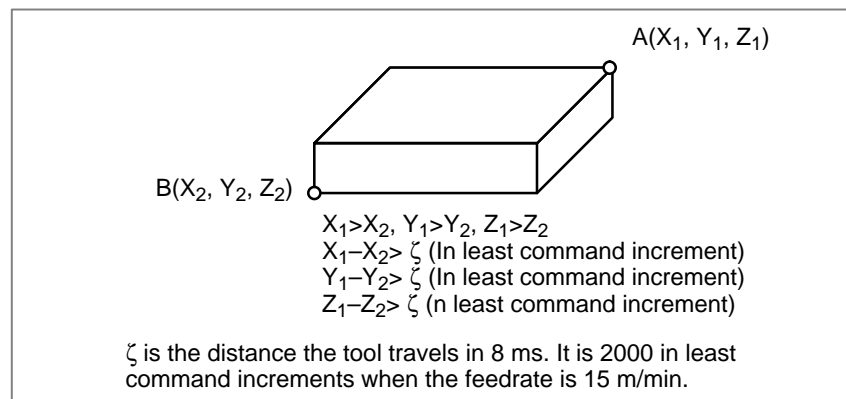 A(X₁, Y₁, Z₁)
B(X₂, Y₂, Z₂)
X₁>X₂, Y₁>Y₂, Z₁>Z₂
X₁–X₂> ζ (In least command increment)
Y₁–Y₂> ζ (In least command increment)
Z₁–Z₂> ζ (n least command increment)
ζ is the distance the tool travels in 8 ms. It is 2000 in least
command increments when the feedrate is 15 m/min.